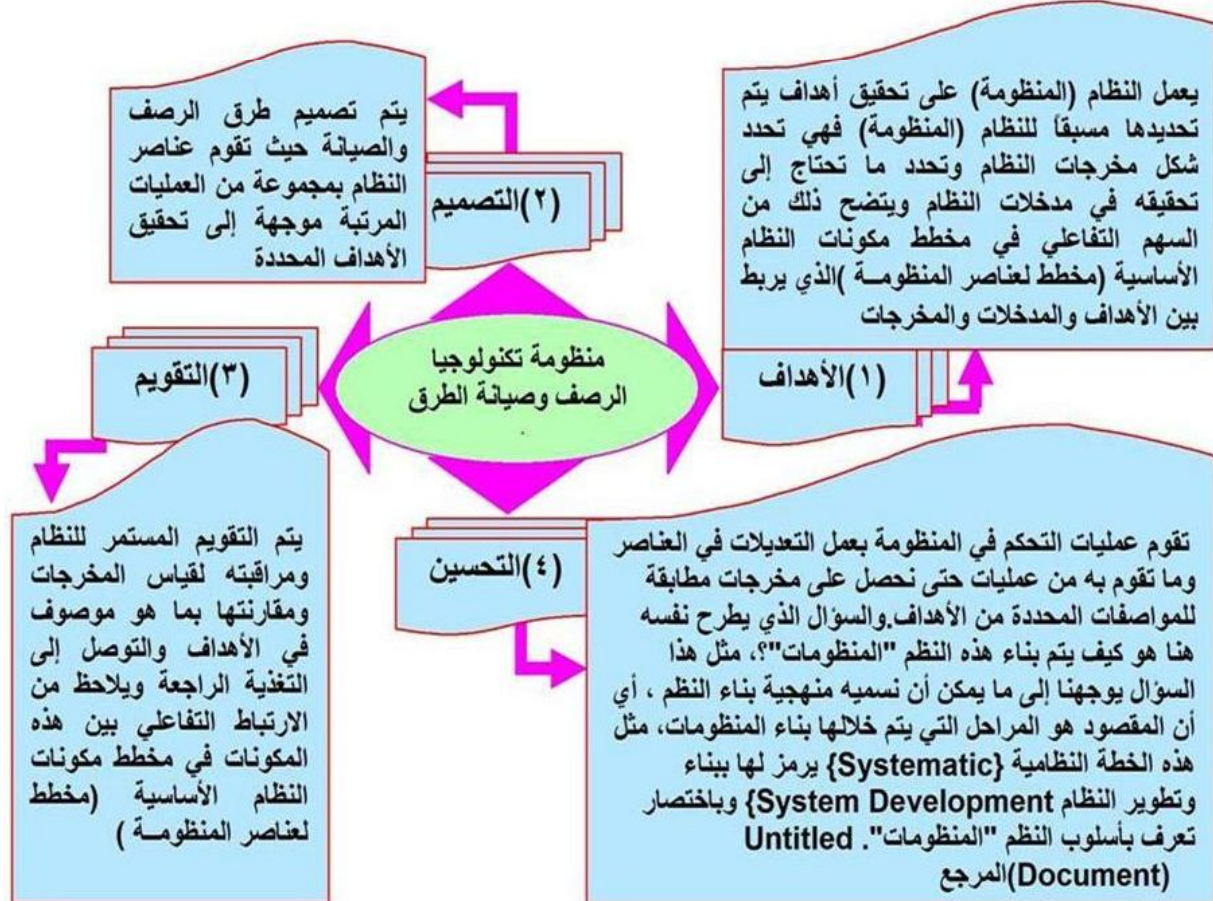 منظومة تكنولوجيا
الرصف وصيانة الطرق
.
(١)الأهداف
يعمل النظام (المنظومة) على تحقيق أهداف يتم
تحديدها مسبقاً للنظام (المنظومة) فهي تحدد
شكل مخرجات النظام وتحدد ما تحتاج إلى
تحقيقه في مدخلات النظام ويتضح ذلك من
السهم التفاعلي في مخطط مكونات النظام
الأساسية (مخطط لعناصر المنظومــة )الذي يربط
بين الأهداف والمدخلات والمخرجات
(٢)التصميم
يتم تصميم طرق الرصف
والصيانة حيث تقوم عناصر
النظام بمجموعة من العمليات
المرتبة موجهة إلى تحقيق
الأهداف المحددة
(٣)التقويم
يتم التقويم المستمر للنظام
ومراقبته لقياس المخرجات
ومقارنتها بما هو موصوف
في الأهداف والتوصل إلى
التغذية الراجعة ويلاحظ من
الارتباط التفاعلي بين هذه
المكونات في مخطط مكونات
النظام الأساسية (مخطط
لعناصر المنظومــة )
(٤)التحسين
تقوم عمليات التحكم في المنظومة بعمل التعديلات في العناصر
وما تقوم به من عمليات حتى نحصل على مخرجات مطابقة
للمواصفات المحددة من الأهداف.والسؤال الذي يطرح نفسه
هنا هو كيف يتم بناء هذه النظم "المنظومات"؟، مثل هذا
السؤال يوجهنا إلى ما يمكن أن نسميه منهجية بناء النظم ، أي
أن المقصود هو المراحل التي يتم خلالها بناء المنظومات، مثل
هذه الخطة النظامية {Systematic} يرمز لها ببناء
وتطوير النظام System Development} وباختصار
تعرف بأسلوب النظم "المنظومات". Untitled
Document)المرجع)